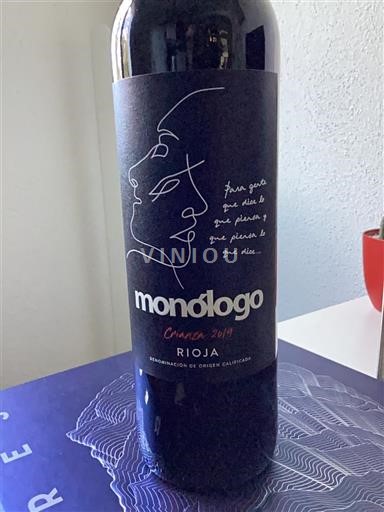 Para gente
que dice lo
que piensa y
que piensa lo
que dice...
VINIOU
monólogo
Crianza 2019
RIOJA
DENOMINACIÓN DE ORIGEN CALIFICADA
R E J